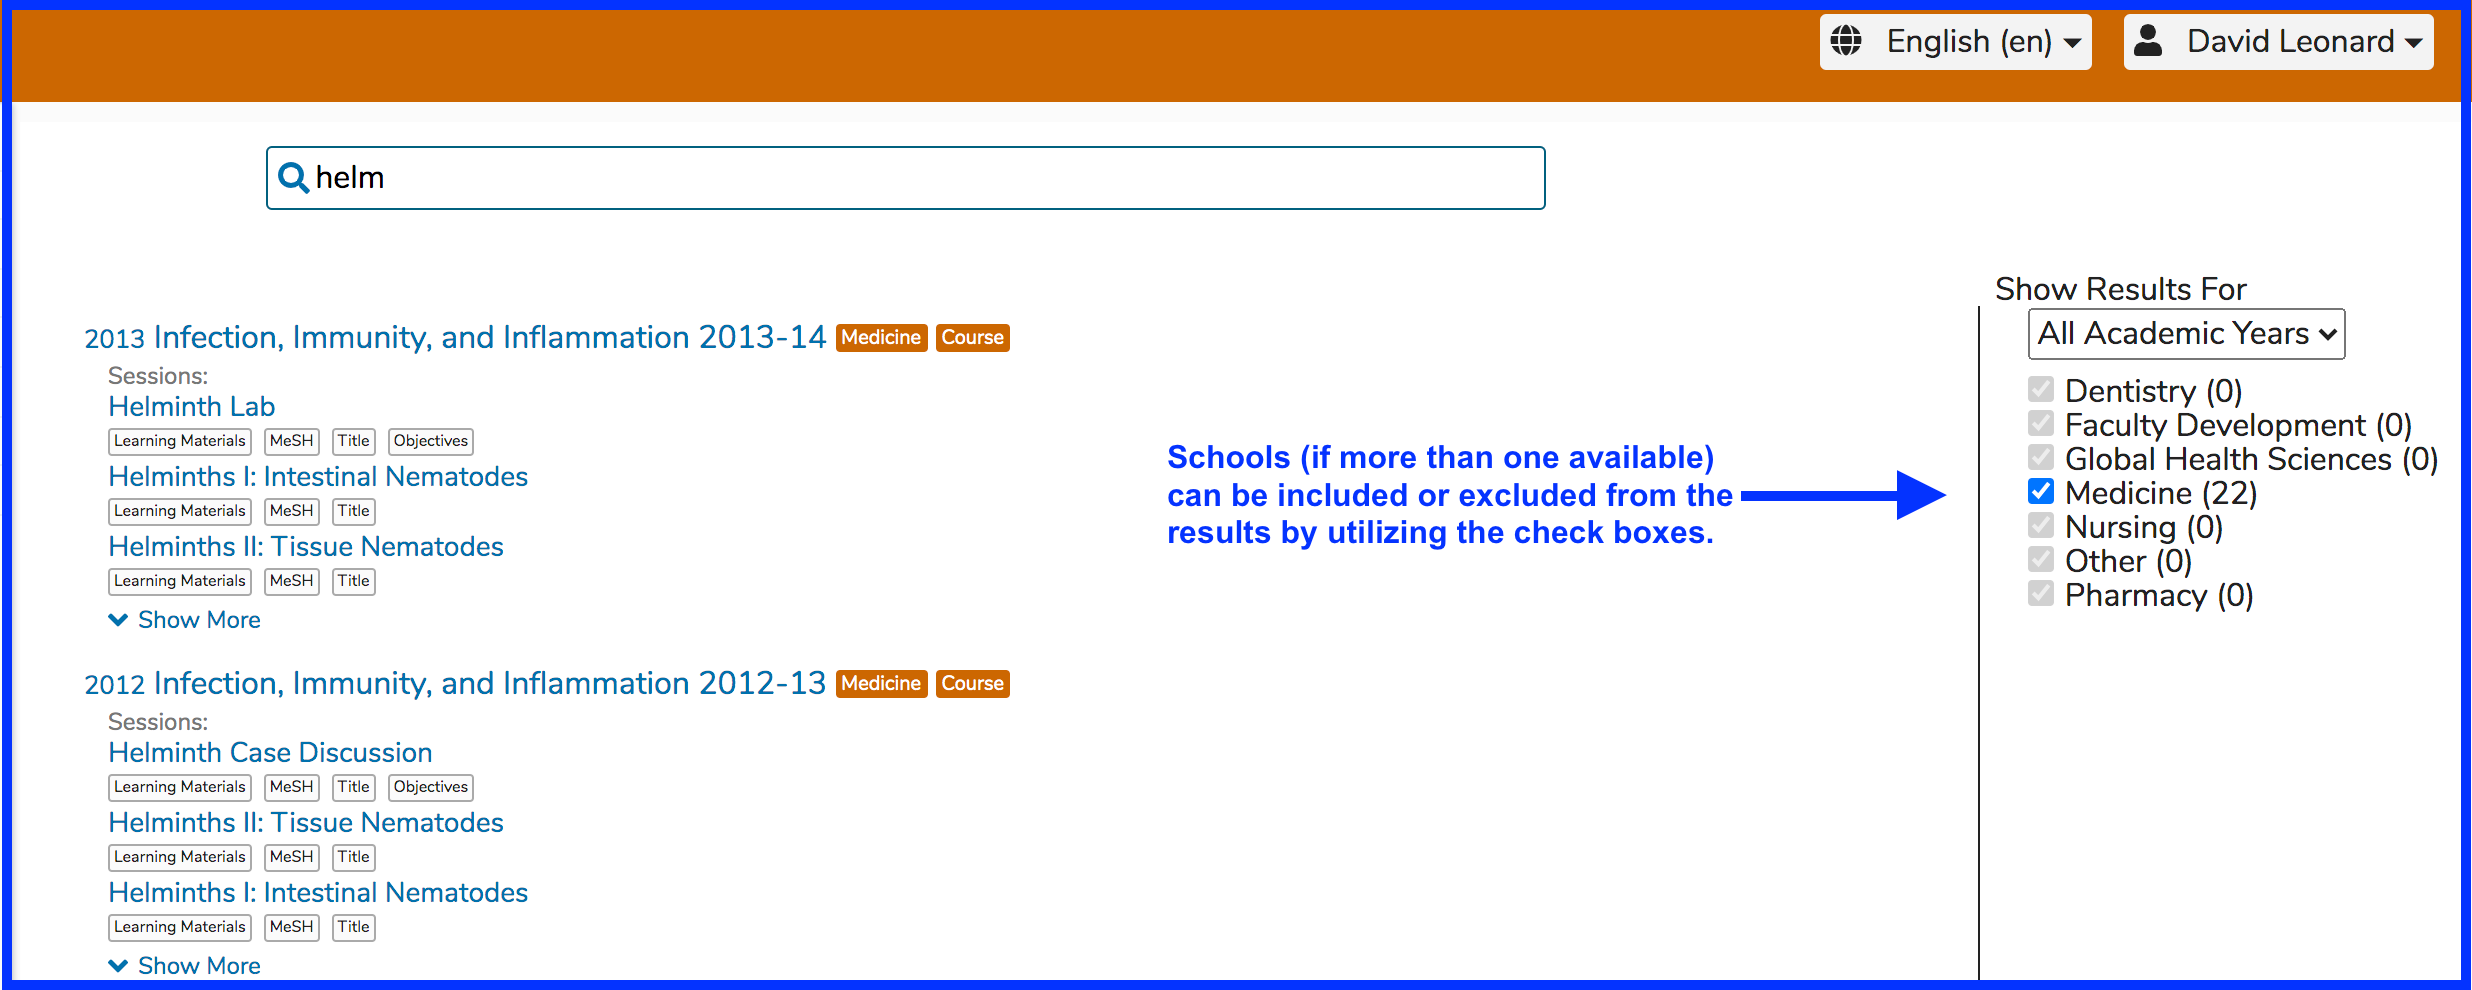 English (en)
David Leonard
helm
Show Results For
All Academic Years
2013 Infection, Immunity, and Inflammation 2013-14 Medicine Course
Sessions:
Helminth Lab
Learning Materials MeSH Title Objectives
Helminths I: Intestinal Nematodes
Learning Materials MeSH Title
Helminths II: Tissue Nematodes
Learning Materials MeSH Title
Show More
2012 Infection, Immunity, and Inflammation 2012-13 Medicine Course
Sessions:
Helminth Case Discussion
Learning Materials MeSH Title Objectives
Helminths II: Tissue Nematodes
Learning Materials MeSH Title
Helminths I: Intestinal Nematodes
Learning Materials MeSH Title
Show More
Schools (if more than one available)
can be included or excluded from the
results by utilizing the check boxes.
Dentistry (0)
Faculty Development (0)
Global Health Sciences (0)
Medicine (22)
Nursing (0)
Other (0)
Pharmacy (0)